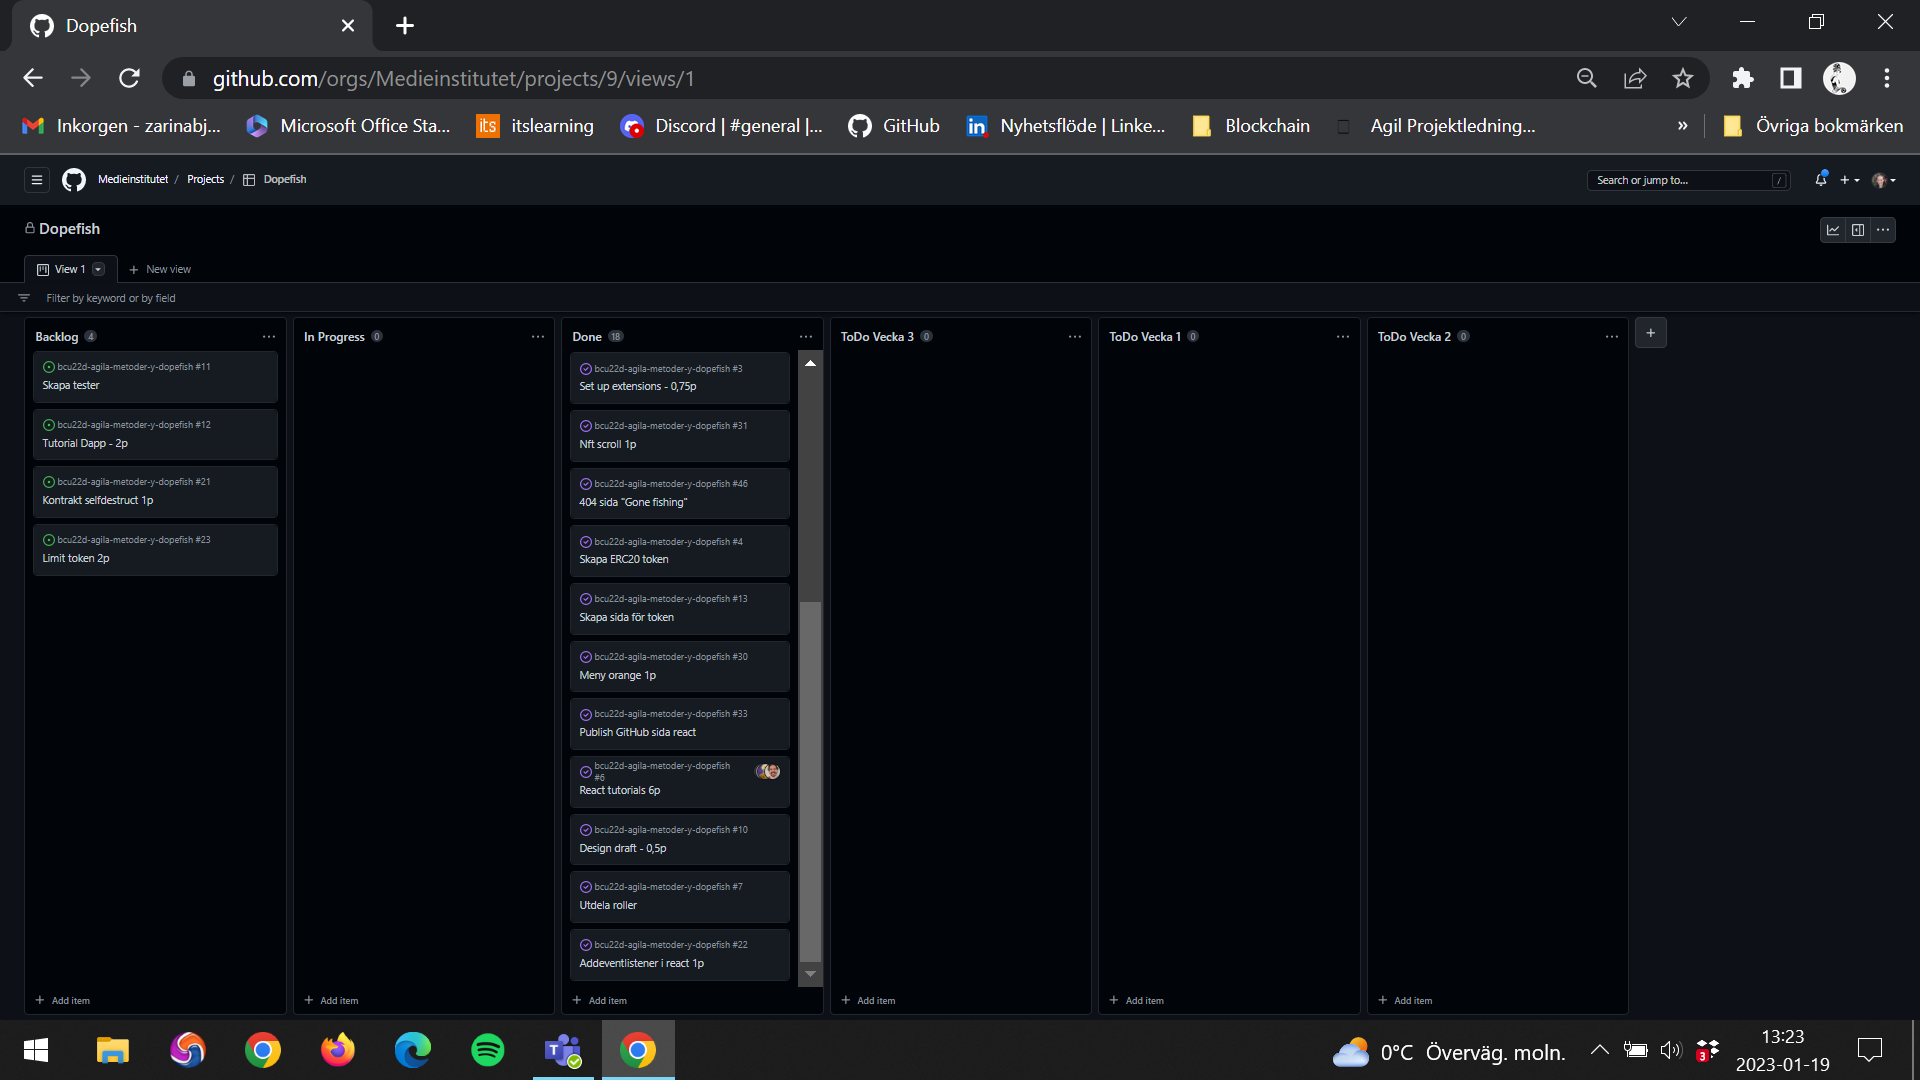 Dopefish
github.com/orgs/Medieinstitutet/projects/9/views/1
Inkorgen - zarinabj...
Microsoft Office Sta...
its
itslearning
Discord | #general |...
GitHub
Nyhetsflöde | Linke...
Blockchain
Agil Projektledning...
»
Övriga bokmärken
Medieinstitutet / Projects / Dopefish
Search or jump to...
/
Dopefish
View 1
New view
Filter by keyword or by field
Backlog 4
bcu22d-agila-metoder-y-dopefish #11
Skapa tester
bcu22d-agila-metoder-y-dopefish #12
Tutorial Dapp - 2p
bcu22d-agila-metoder-y-dopefish #21
Kontrakt selfdestruct 1p
bcu22d-agila-metoder-y-dopefish #23
Limit token 2p
+ Add item
In Progress 0
+ Add item
Done 18
bcu22d-agila-metoder-y-dopefish #3
Set up extensions - 0,75p
bcu22d-agila-metoder-y-dopefish #31
Nft scroll 1p
bcu22d-agila-metoder-y-dopefish #46
404 sida "Gone fishing"
bcu22d-agila-metoder-y-dopefish #4
Skapa ERC20 token
bcu22d-agila-metoder-y-dopefish #13
Skapa sida för token
bcu22d-agila-metoder-y-dopefish #30
Meny orange 1p
bcu22d-agila-metoder-y-dopefish #33
Publish GitHub sida react
bcu22d-agila-metoder-y-dopefish
#6
React tutorials 6p
bcu22d-agila-metoder-y-dopefish #10
Design draft - 0,5p
bcu22d-agila-metoder-y-dopefish #7
Utdela roller
bcu22d-agila-metoder-y-dopefish #22
Addeventlistener i react 1p
+ Add item
ToDo Vecka 3 0
+ Add item
ToDo Vecka 1 0
+ Add item
ToDo Vecka 2 0
+ Add item
0°C Överväg. moln.
3
13:23
2023-01-19